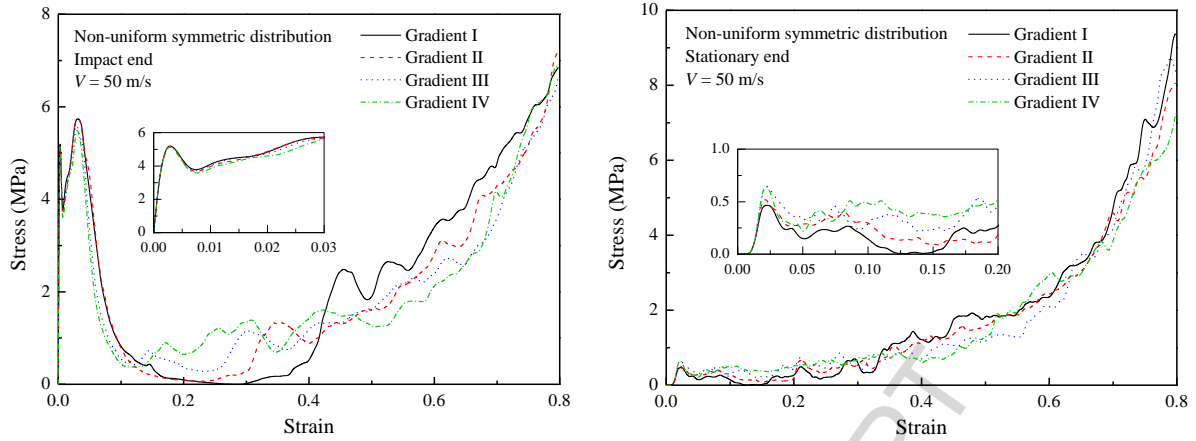 8
6
4
2
0
Stress (MPa)
Non-uniform symmetric distribution
Impact end
V = 50 m/s
Gradient I
Gradient II
Gradient III
Gradient IV
6
4
2
0
0.00
0.01
0.02
0.03
0.0
0.2
0.4
0.6
0.8
Strain
10
8
6
4
2
0
Stress (MPa)
Non-uniform symmetric distribution
Stationary end
V = 50 m/s
Gradient I
Gradient II
Gradient III
Gradient IV
1.0
0.5
0.0
0.00
0.05
0.10
0.15
0.20
0.0
0.2
0.4
0.6
0.8
Strain
PT